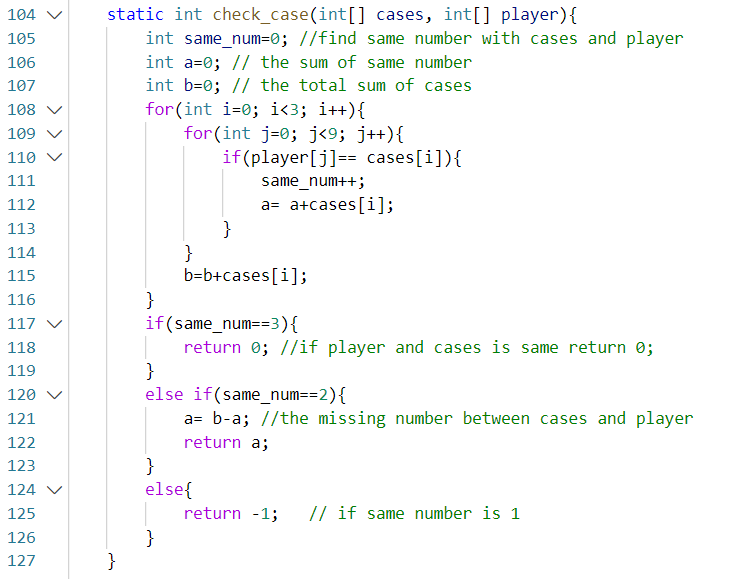 104 static int check_case(int[] cases, int[] player){
105 int same_num=0; //find same number with cases and player
106 int a=0; // the sum of same number
107 int b=0; // the total sum of cases
108 for(int i=0; i<3; i++){
109 for(int j=0; j<9; j++){
110 if(player[j]== cases[i]){
111 same_num++;
112 a= a+cases[i];
113 }
114 }
115 b=b+cases[i];
116 }
117 if(same_num==3){
118 return 0; //if player and cases is same return 0;
119 }
120 else if(same_num==2){
121 a= b-a; //the missing number between cases and player
122 return a;
123 }
124 else{
125 return -1; // if same number is 1
126 }
127 }